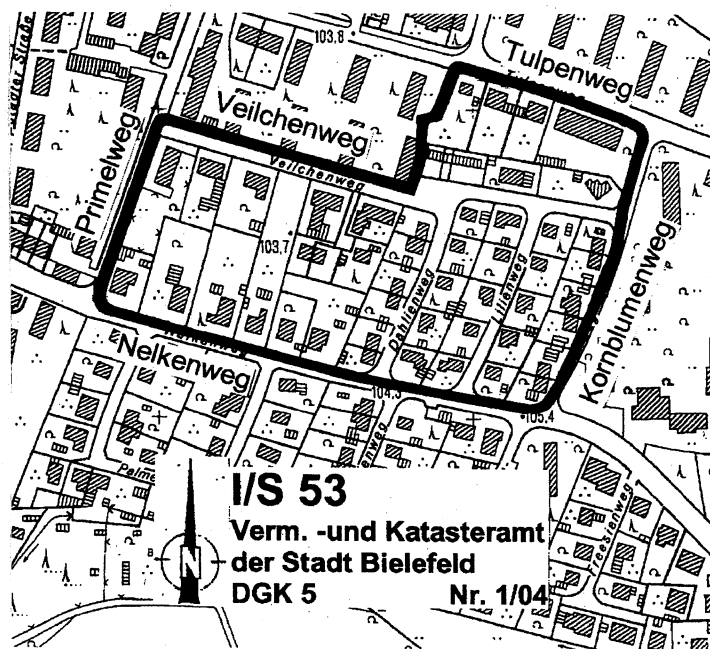 103,8
Tulpenweg
Veilchenweg
Primelweg
Veilchenweg
103,7
Dahlienweg
Lilienweg
Kornblumenweg
Nelkenweg
104,3
105,4
I/S 53
Verm. -und Katasteramt
der Stadt Bielefeld
DGK 5 Nr. 1/04
N
Freesienweg